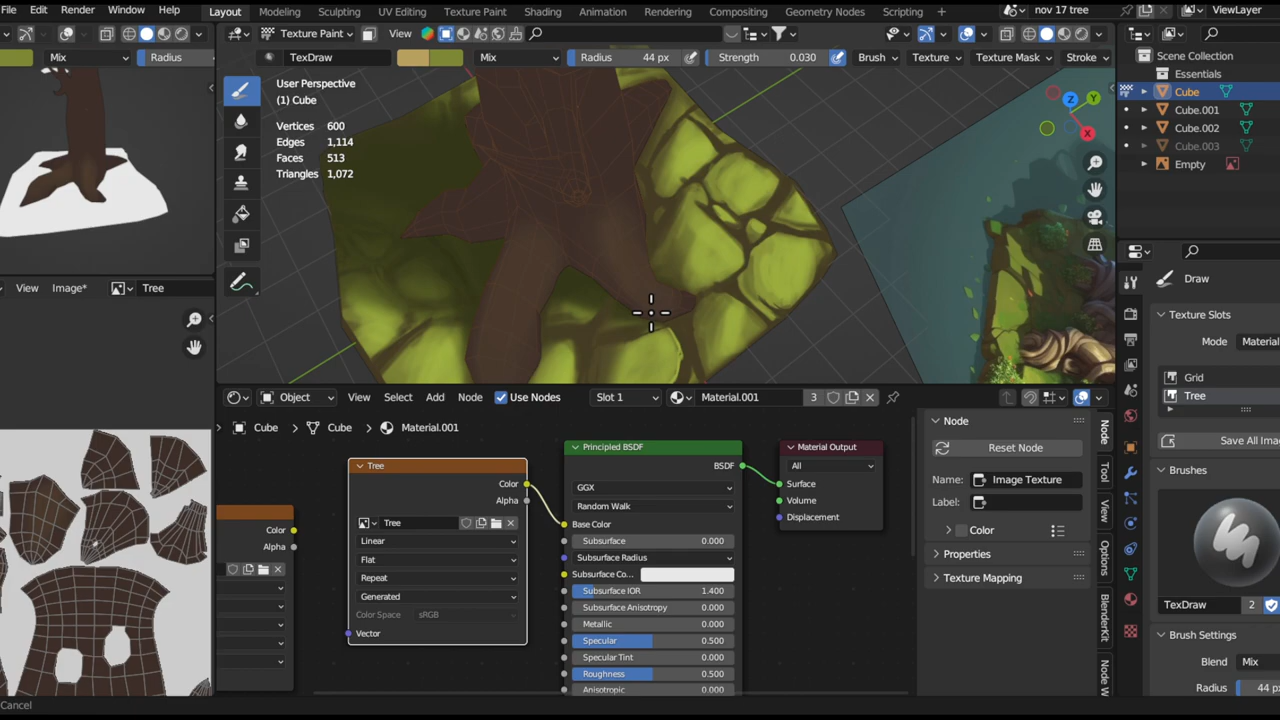 File Edit Render Window Help Layout Modeling Sculpting UV Editing Texture Paint Shading Animation Rendering Compositing Geometry Nodes Scripting + nov 17 tree ViewLayer
Mix Radius
Texture Paint View
TexDraw Mix Radius 44 px Strength 0.030 Brush Texture Texture Mask Stroke
User Perspective
(1) Cube
Vertices 600
Edges 1,114
Faces 513
Triangles 1,072
Z Y X
Scene Collection
Essentials
Cube
Cube.001
Cube.002
Cube.003
Empty
Draw
Texture Slots
Mode Material
Grid
Tree
Save All Ima
Brushes
TexDraw 2
Brush Settings
Blend Mix
Radius 44 px
View Image* Tree
Object View Select Add Node Use Nodes Slot 1 Material.001 3
Cube Cube Material.001
Color
Alpha
Tree
Color
Alpha
Tree
Linear
Flat
Repeat
Generated
Color Space sRGB
Vector
Principled BSDF
BSDF
GGX
Random Walk
Base Color
Subsurface 0.000
Subsurface Radius
Subsurface Co...
Subsurface IOR 1.400
Subsurface Anisotropy 0.000
Metallic 0.000
Specular 0.500
Specular Tint 0.000
Roughness 0.500
Anisotropic 0.000
Material Output
All
Surface
Volume
Displacement
Node
Reset Node
Name: Image Texture
Label:
Color
Properties
Texture Mapping
Node
Tool
View
Options
BlenderKit
Node W
Cancel